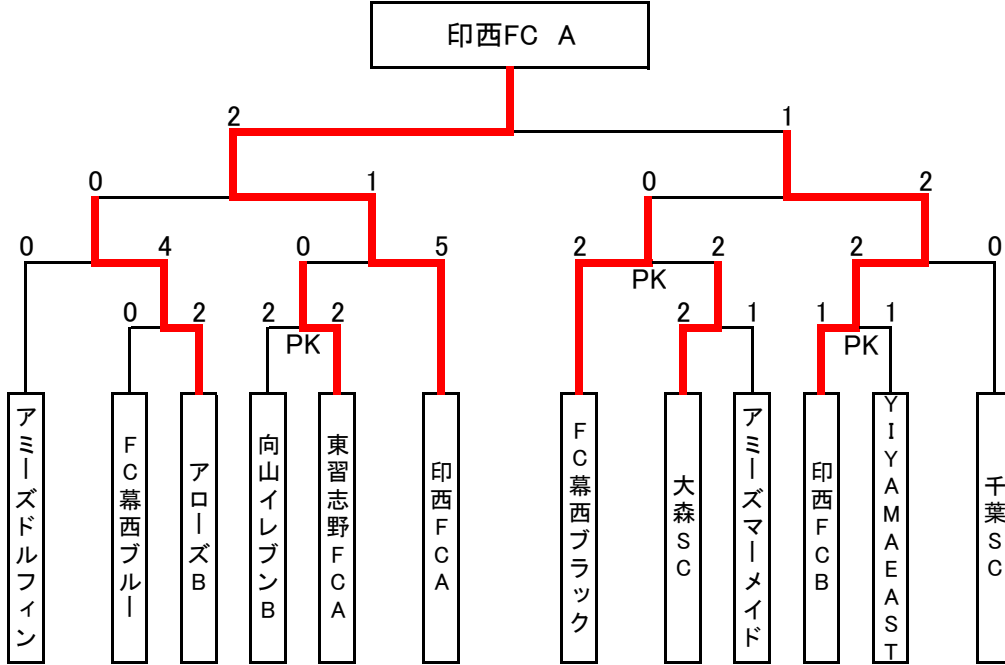 印西FC A
2 1
0 1 0 2
0 4 0 5 2 2 2 0
PK
0 2 2 2 2 1 1 1
PK PK
アミーズドルフィン
FC幕西ブルー
アローズB
向山イレブンB
東習志野FCA
印西FCA
FC幕西ブラック
大森SC
アミーズマーメイド
印西FCB
YIYAMAEAST
千葉SC